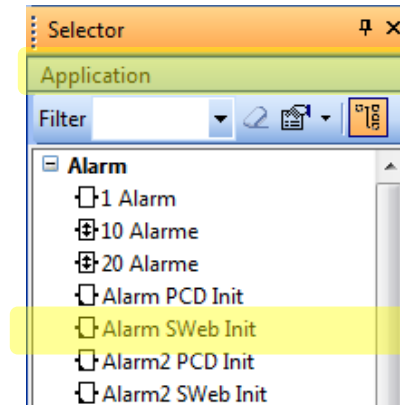 Selector
Application
Filter
Alarm
1 Alarm
10 Alarme
20 Alarme
Alarm PCD Init
Alarm SWeb Init
Alarm2 PCD Init
Alarm2 SWeb Init